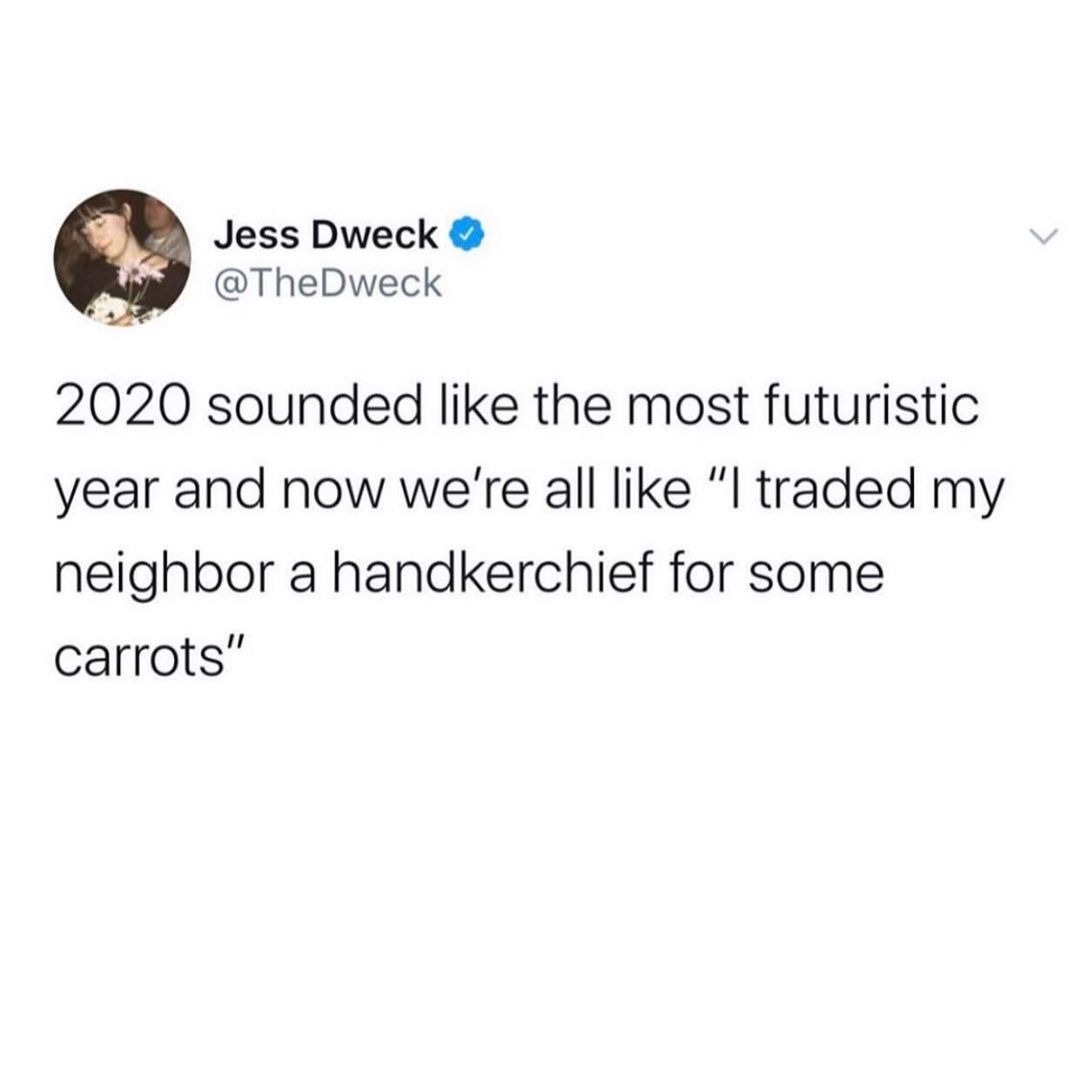 Jess Dweck
@TheDweck
2020 sounded like the most futuristic
year and now we're all like "I traded my
neighbor a handkerchief for some
carrots"